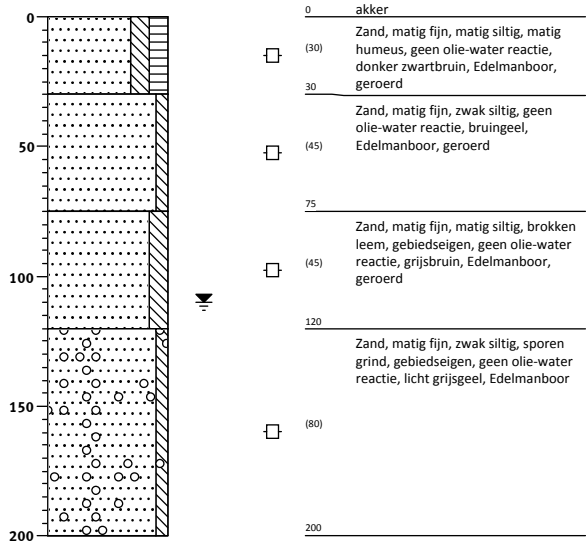 0
50
100
150
200
0
akker
(30)
Zand, matig fijn, matig siltig, matig
humeus, geen olie-water reactie,
donker zwartbruin, Edelmanboor,
geroerd
30
(45)
Zand, matig fijn, zwak siltig, geen
olie-water reactie, bruingeel,
Edelmanboor, geroerd
75
(45)
Zand, matig fijn, matig siltig, brokken
leem, gebiedseigen, geen olie-water
reactie, grijsbruin, Edelmanboor,
geroerd
120
(80)
Zand, matig fijn, zwak siltig, sporen
grind, gebiedseigen, geen olie-water
reactie, licht grijsgeel, Edelmanboor
200